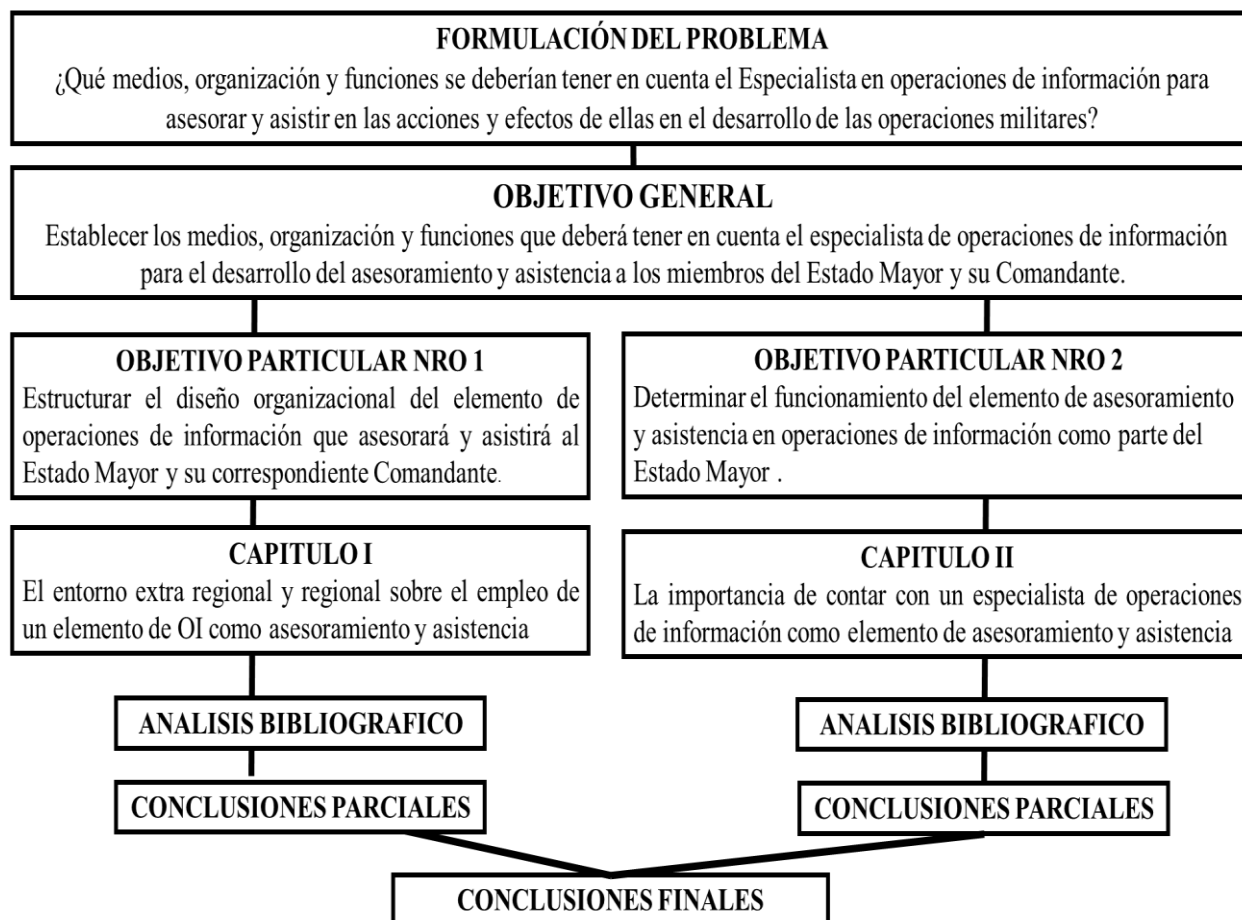 FORMULACIÓN DEL PROBLEMA
¿Qué medios, organización y funciones se deberían tener en cuenta el Especialista en operaciones de información para
asesorar y asistir en las acciones y efectos de ellas en el desarrollo de las operaciones militares?
OBJETIVO GENERAL
Establecer los medios, organización y funciones que deberá tener en cuenta el especialista de operaciones de información
para el desarrollo del asesoramiento y asistencia a los miembros del Estado Mayor y su Comandante.
OBJETIVO PARTICULAR NRO 1
Estructurar el diseño organizacional del elemento de
operaciones de información que asesorará y asistirá al
Estado Mayor y su correspondiente Comandante.
OBJETIVO PARTICULAR NRO 2
Determinar el funcionamiento del elemento de asesoramiento
y asistencia en operaciones de información como parte del
Estado Mayor .
CAPITULO I
El entorno extra regional y regional sobre el empleo de
un elemento de OI como asesoramiento y asistencia
CAPITULO II
La importancia de contar con un especialista de operaciones
de información como elemento de asesoramiento y asistencia
ANALISIS BIBLIOGRAFICO
ANALISIS BIBLIOGRAFICO
CONCLUSIONES PARCIALES
CONCLUSIONES PARCIALES
CONCLUSIONES FINALES